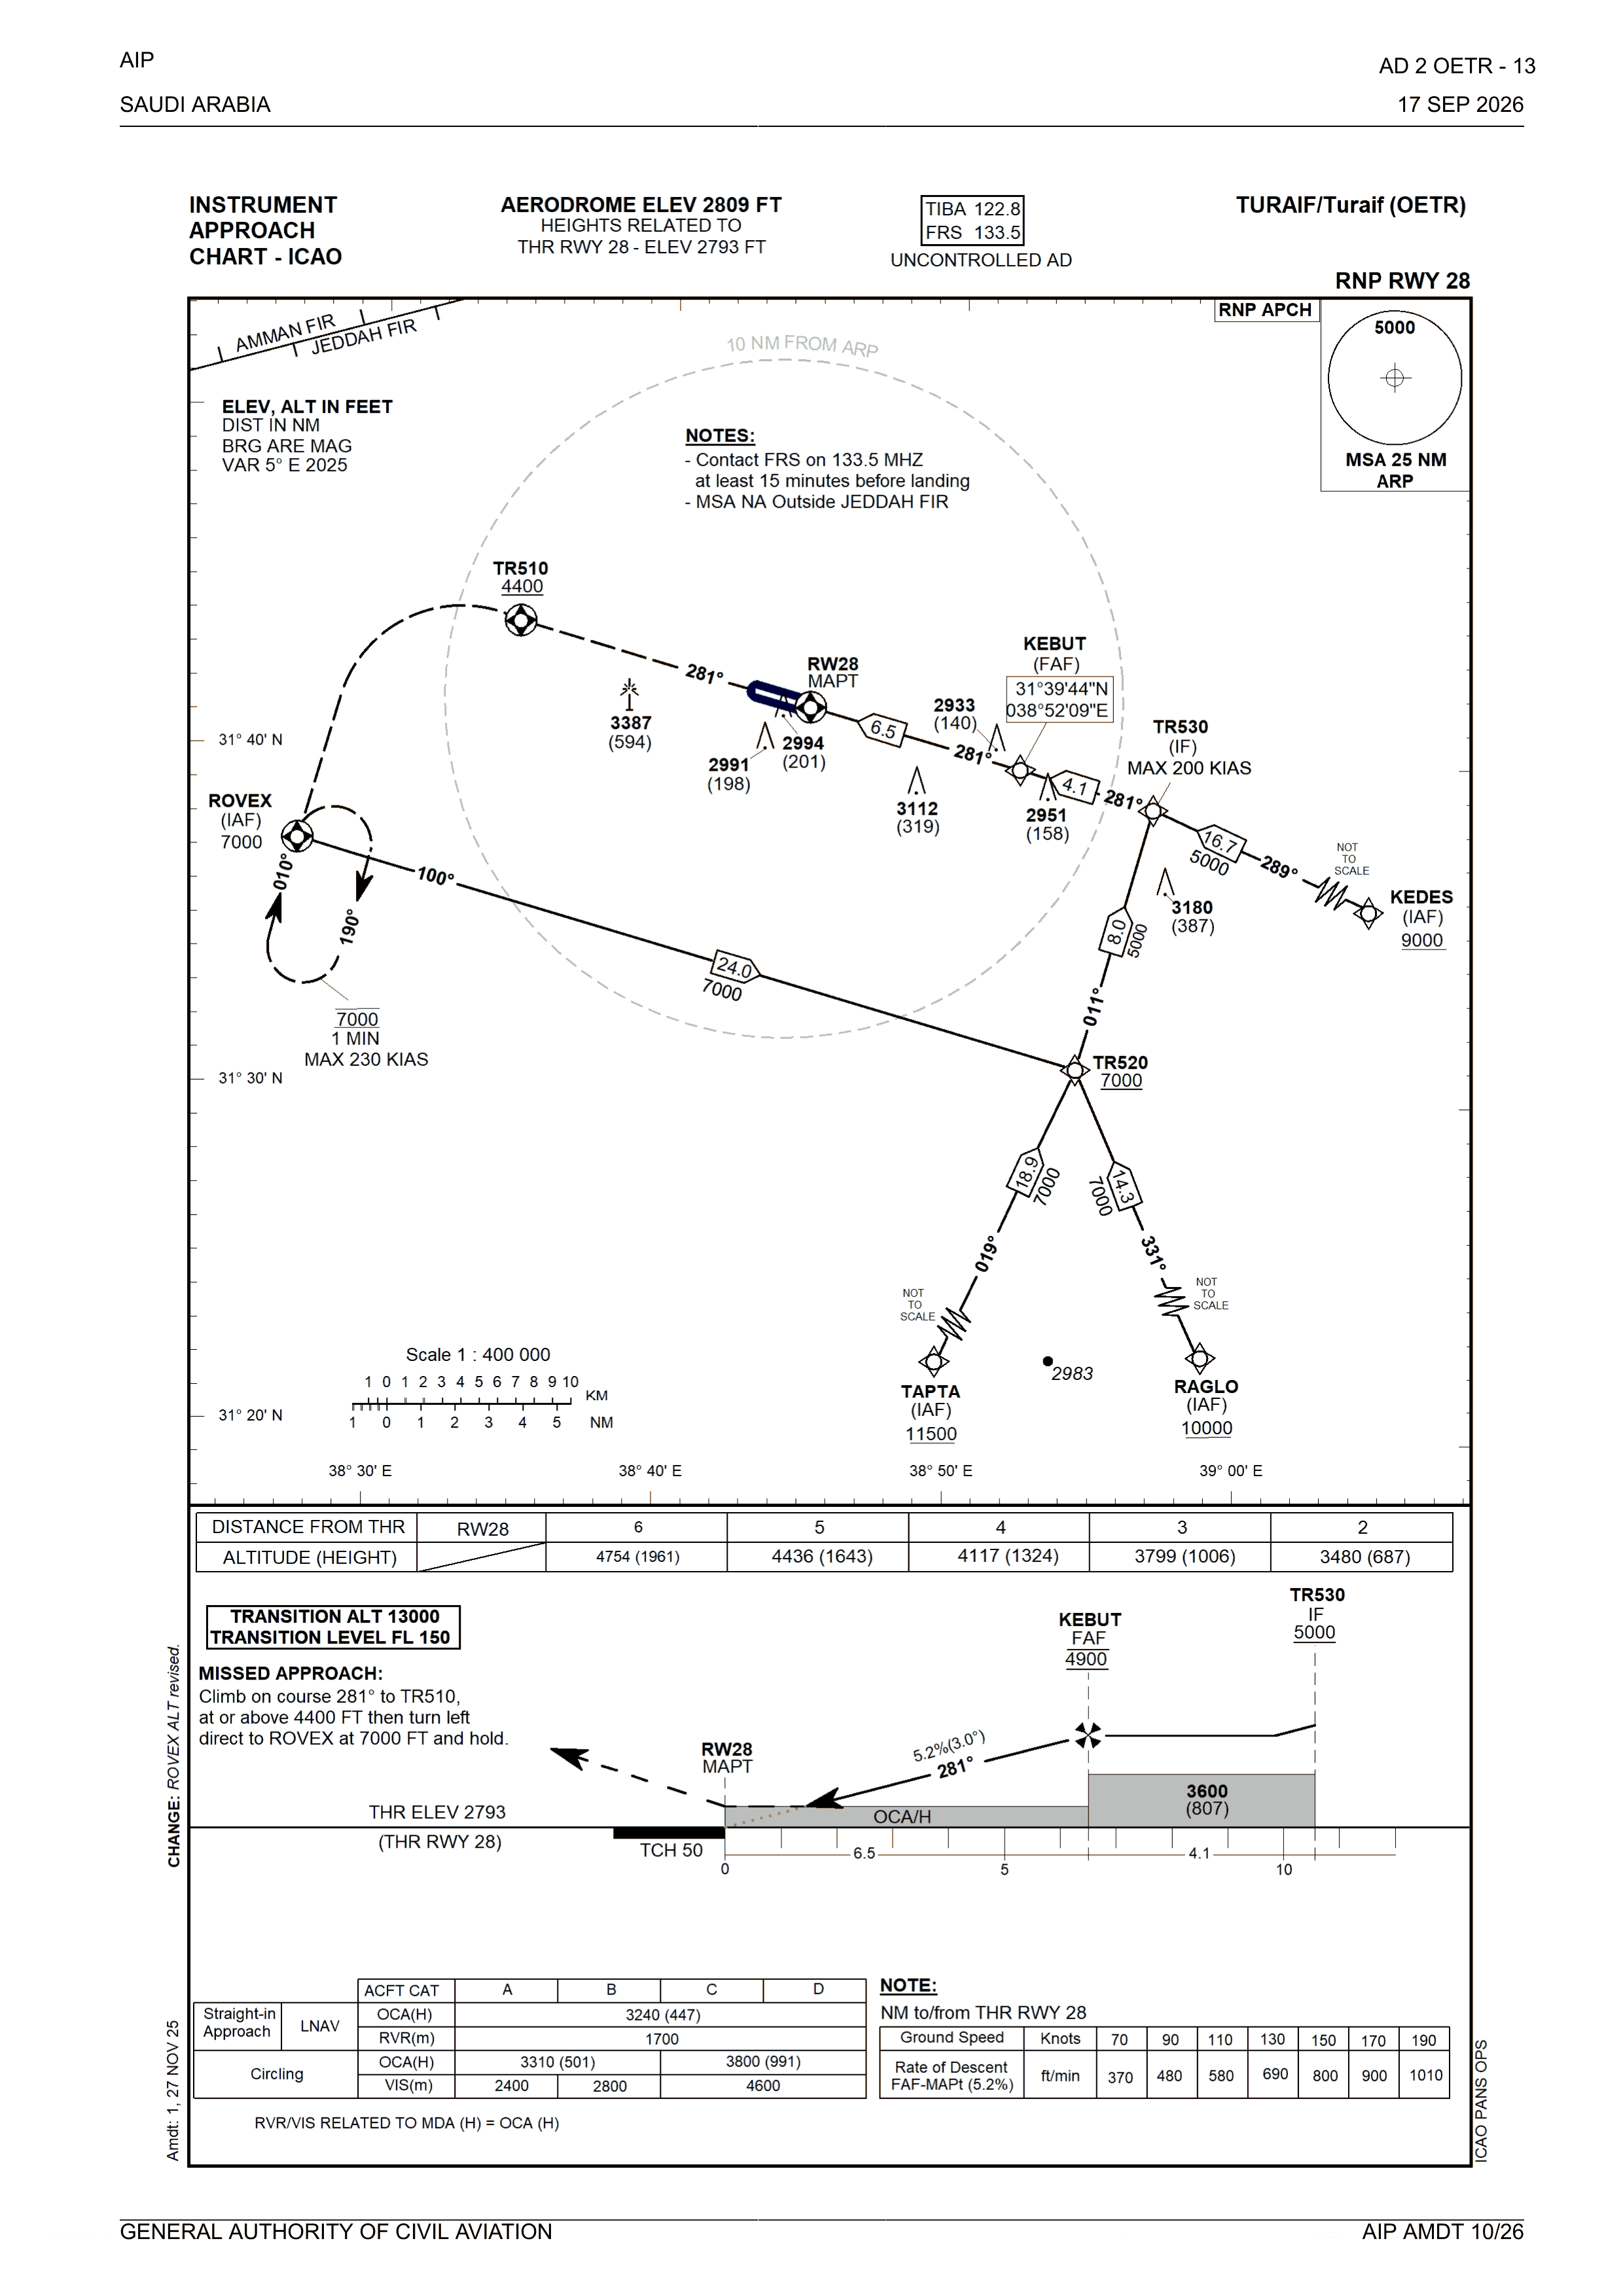 AIP
AD 2 OETR - 13
SAUDI ARABIA
17 SEP 2026
INSTRUMENT
APPROACH
CHART - ICAO
AERODROME ELEV 2809 FT
HEIGHTS RELATED TO
THR RWY 28 - ELEV 2793 FT
TIBA 122.8
FRS 133.5
UNCONTROLLED AD
TURAIF/Turaif (OETR)
RNP RWY 28
AMMAN FIR
JEDDAH FIR
10 NM FROM ARP
RNP APCH
5000
MSA 25 NM
ARP
ELEV, ALT IN FEET
DIST IN NM
BRG ARE MAG
VAR 5° E 2025
NOTES:
- Contact FRS on 133.5 MHZ
at least 15 minutes before landing
- MSA NA Outside JEDDAH FIR
TR510
4400
281°
RW28
MAPT
KEBUT
(FAF)
31°39'44"N
038°52'09"E
2933
(140)
TR530
(IF)
MAX 200 KIAS
3387
(594)
2994
(201)
2991
(198)
6.5
281°
3112
(319)
4.1
281°
2951
(158)
31° 40' N
ROVEX
(IAF)
7000
010°
190°
100°
7000
1 MIN
MAX 230 KIAS
24.0
7000
16.7
5000
289°
NOT
TO
SCALE
KEDES
(IAF)
9000
3180
(387)
8.0
5000
011°
TR520
7000
31° 30' N
18.9
7000
019°
14.3
7000
331°
NOT
TO
SCALE
NOT
TO
SCALE
TAPTA
(IAF)
11500
2983
RAGLO
(IAF)
10000
Scale 1 : 400 000
1 0 1 2 3 4 5 6 7 8 9 10
KM
1 0 1 2 3 4 5 NM
31° 20' N
38° 30' E
38° 40' E
38° 50' E
39° 00' E
DISTANCE FROM THR RW28 6 5 4 3 2
ALTITUDE (HEIGHT) 4754 (1961) 4436 (1643) 4117 (1324) 3799 (1006) 3480 (687)
TRANSITION ALT 13000
TRANSITION LEVEL FL 150
MISSED APPROACH:
Climb on course 281° to TR510,
at or above 4400 FT then turn left
direct to ROVEX at 7000 FT and hold.
KEBUT
FAF
4900
TR530
IF
5000
RW28
MAPT
5.2%(3.0°)
281°
3600
(807)
OCA/H
THR ELEV 2793
(THR RWY 28)
TCH 50
6.5
4.1
0
5
10
CHANGE: ROVEX ALT revised.
Amdt: 1, 27 NOV 25
ACFT CAT A B C D
Straight-in
Approach
LNAV
OCA(H) 3240 (447)
RVR(m) 1700
Circling
OCA(H) 3310 (501) 3800 (991)
VIS(m) 2400 2800 4600
RVR/VIS RELATED TO MDA (H) = OCA (H)
NOTE:
NM to/from THR RWY 28
Ground Speed Knots 70 90 110 130 150 170 190
Rate of Descent
FAF-MAPt (5.2%)
ft/min 370 480 580 690 800 900 1010
ICAO PANS OPS
GENERAL AUTHORITY OF CIVIL AVIATION
AIP AMDT 10/26